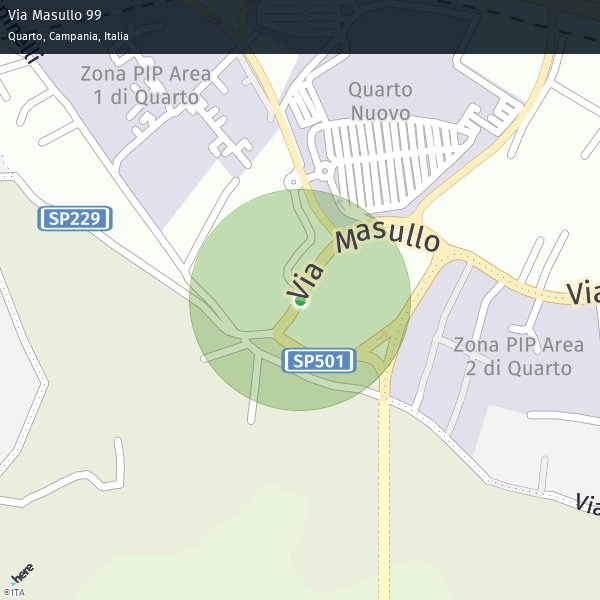 Via Masullo 99
Quarto, Campania, Italia
Zona PIP Area
1 di Quarto
Quarto
Nuovo
SP229
Via Masullo
Via
SP501
Zona PIP Area
2 di Quarto
Via
here
©ITA